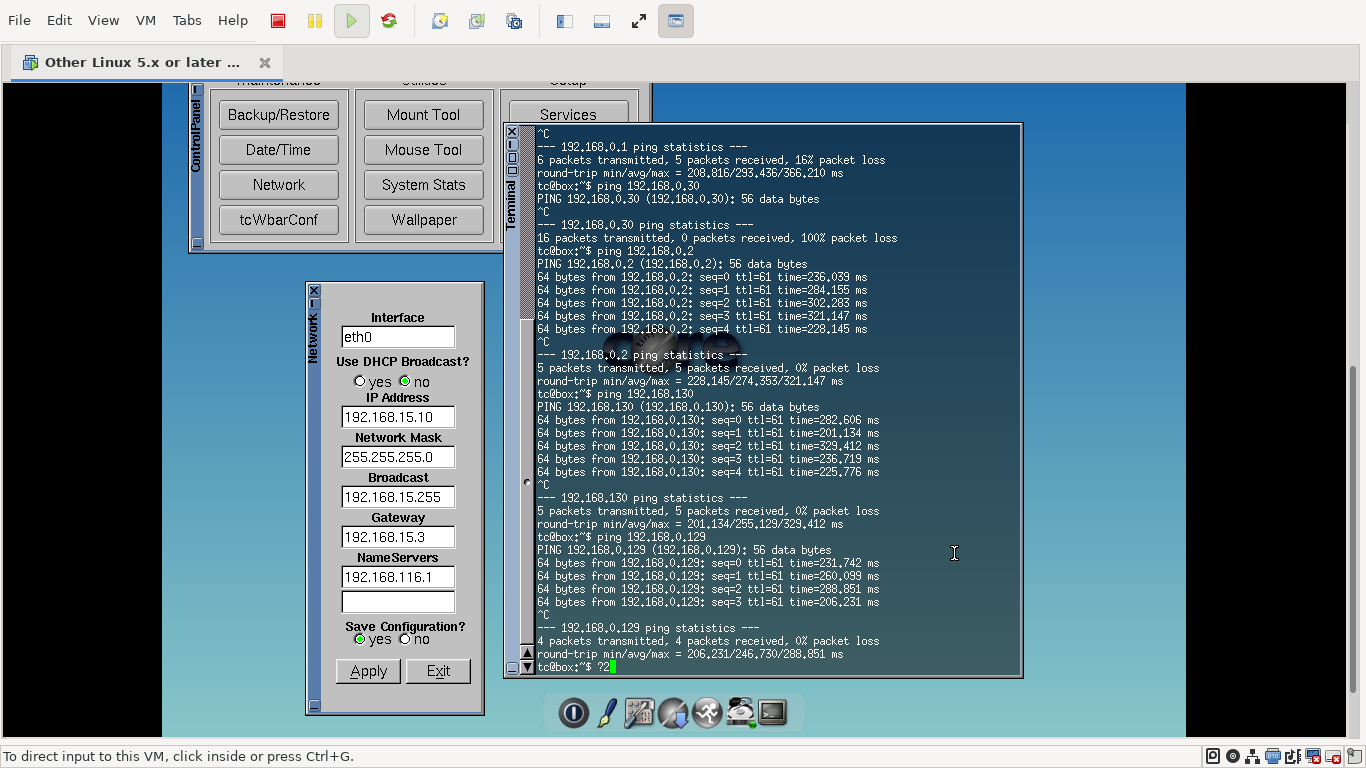 File Edit View VM Tabs Help
Other Linux 5.x or later ...
ControlPanel
Backup/Restore
Date/Time
Network
tcWbarConf
Mount Tool
Mouse Tool
System Stats
Wallpaper
Services
Network
Interface
eth0
Use DHCP Broadcast?
yes no
IP Address
192.168.15.10
Network Mask
255.255.255.0
Broadcast
192.168.15.255
Gateway
192.168.15.3
NameServers
192.168.116.1
Save Configuration?
yes no
Apply Exit
Terminal
^C
--- 192.168.0.1 ping statistics ---
6 packets transmitted, 5 packets received, 16% packet loss
round-trip min/avg/max = 208.816/293.436/366.210 ms
tc@box:~$ ping 192.168.0.30
PING 192.168.0.30 (192.168.0.30): 56 data bytes
^C
--- 192.168.0.30 ping statistics ---
16 packets transmitted, 0 packets received, 100% packet loss
tc@box:~$ ping 192.168.0.2
PING 192.168.0.2 (192.168.0.2): 56 data bytes
64 bytes from 192.168.0.2: seq=0 ttl=61 time=236.039 ms
64 bytes from 192.168.0.2: seq=1 ttl=61 time=284.155 ms
64 bytes from 192.168.0.2: seq=2 ttl=61 time=302.283 ms
64 bytes from 192.168.0.2: seq=3 ttl=61 time=321.147 ms
64 bytes from 192.168.0.2: seq=4 ttl=61 time=228.145 ms
^C
--- 192.168.0.2 ping statistics ---
5 packets transmitted, 5 packets received, 0% packet loss
round-trip min/avg/max = 228.145/274.353/321.147 ms
tc@box:~$ ping 192.168.130
PING 192.168.130 (192.168.0.130): 56 data bytes
64 bytes from 192.168.0.130: seq=0 ttl=61 time=282.606 ms
64 bytes from 192.168.0.130: seq=1 ttl=61 time=201.134 ms
64 bytes from 192.168.0.130: seq=2 ttl=61 time=329.412 ms
64 bytes from 192.168.0.130: seq=3 ttl=61 time=236.719 ms
64 bytes from 192.168.0.130: seq=4 ttl=61 time=225.776 ms
^C
--- 192.168.130 ping statistics ---
5 packets transmitted, 5 packets received, 0% packet loss
round-trip min/avg/max = 201.134/255.129/329.412 ms
tc@box:~$ ping 192.168.0.129
PING 192.168.0.129 (192.168.0.129): 56 data bytes
64 bytes from 192.168.0.129: seq=0 ttl=61 time=231.742 ms
64 bytes from 192.168.0.129: seq=1 ttl=61 time=260.099 ms
64 bytes from 192.168.0.129: seq=2 ttl=61 time=288.851 ms
64 bytes from 192.168.0.129: seq=3 ttl=61 time=206.231 ms
^C
--- 192.168.0.129 ping statistics ---
4 packets transmitted, 4 packets received, 0% packet loss
round-trip min/avg/max = 206.231/246.730/288.851 ms
tc@box:~$ ?2
To direct input to this VM, click inside or press Ctrl+G.